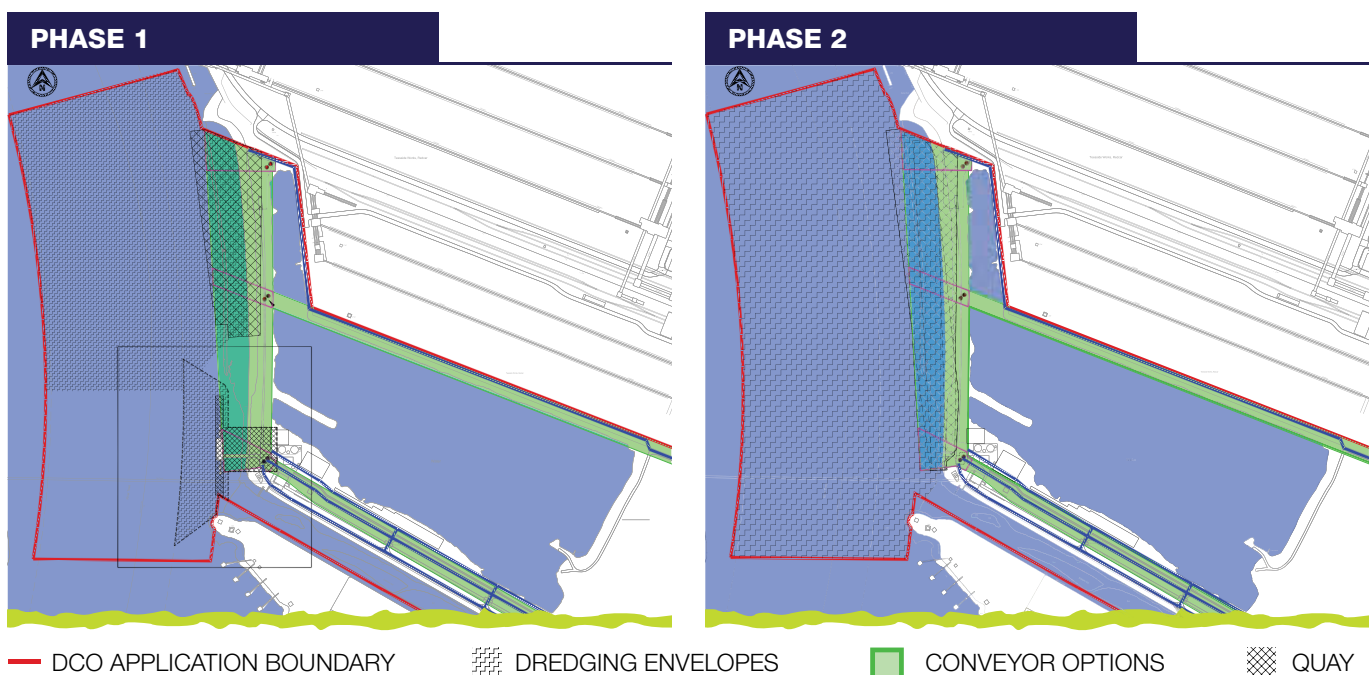 PHASE 1
PHASE 2
N
N
DCO APPLICATION BOUNDARY
DREDGING ENVELOPES
CONVEYOR OPTIONS
QUAY